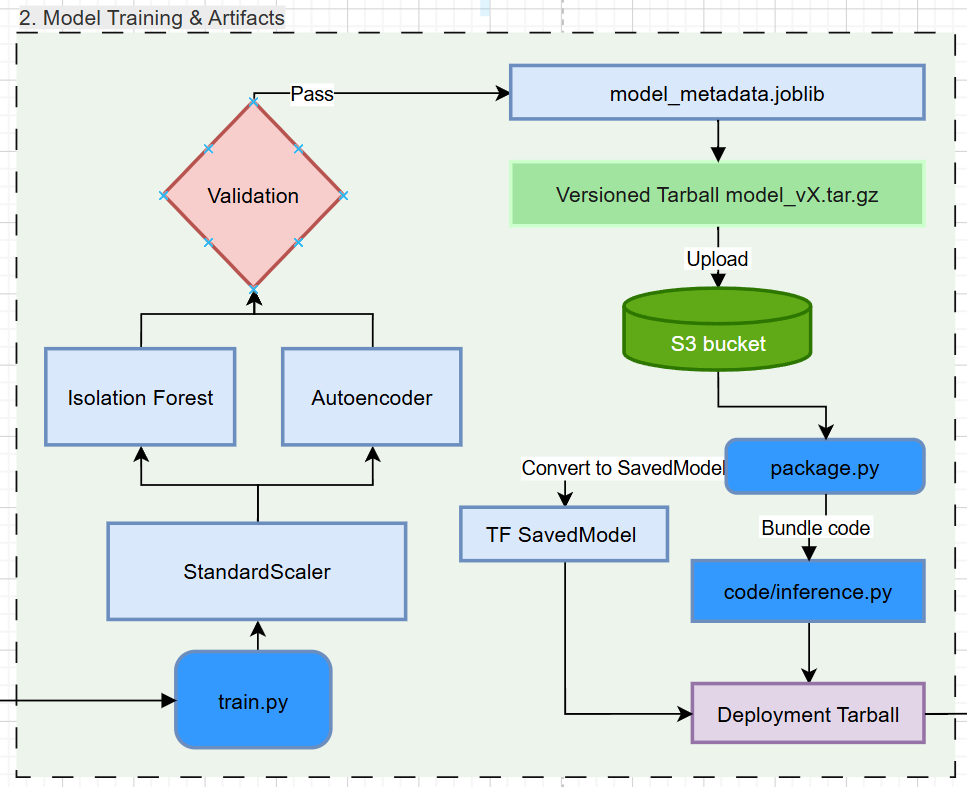 2. Model Training & Artifacts
Pass
model_metadata.joblib
Validation
Versioned Tarball model_vX.tar.gz
Upload
S3 bucket
Isolation Forest
Autoencoder
Convert to SavedModel
package.py
Bundle code
TF SavedModel
StandardScaler
code/inference.py
train.py
Deployment Tarball